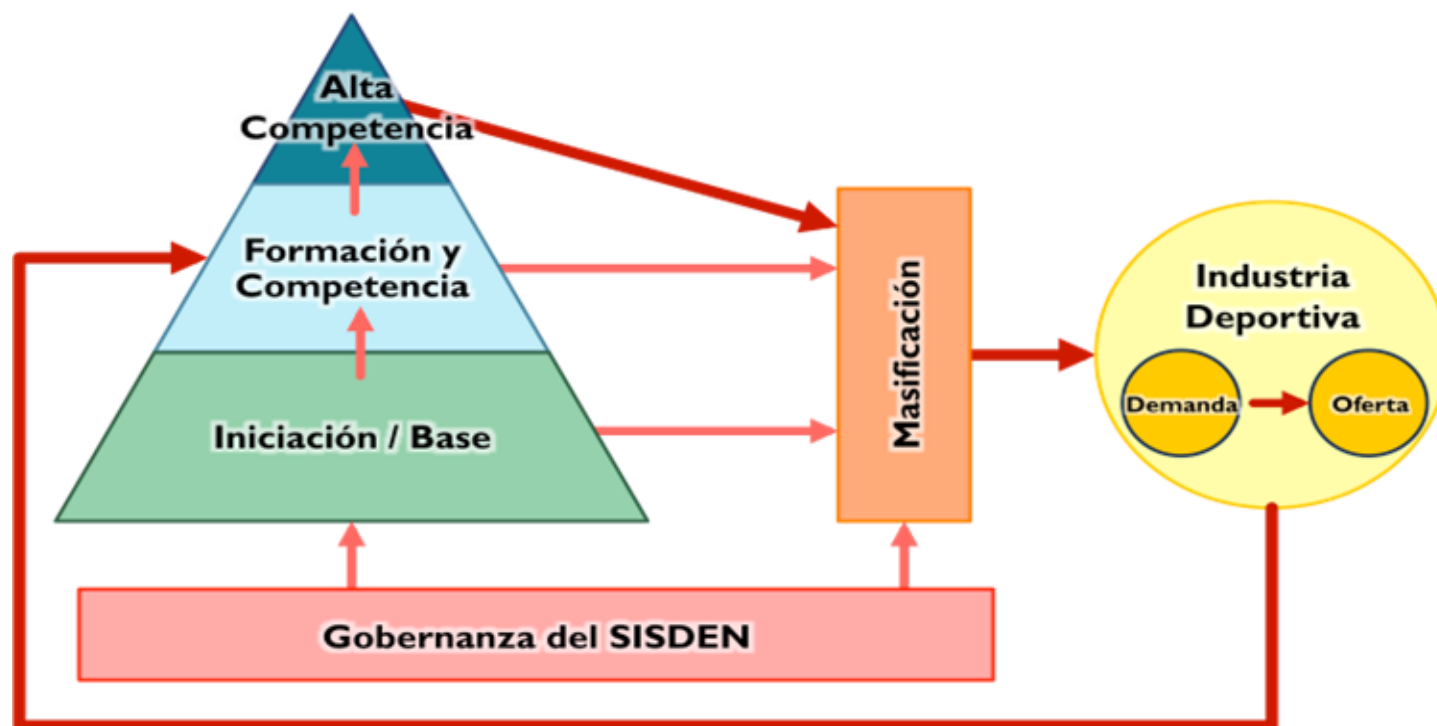 Alta
Competencia
Formación y
Competencia
Iniciación / Base
Masificación
Industria
Deportiva
Demanda
Oferta
Gobernanza del SISDEN